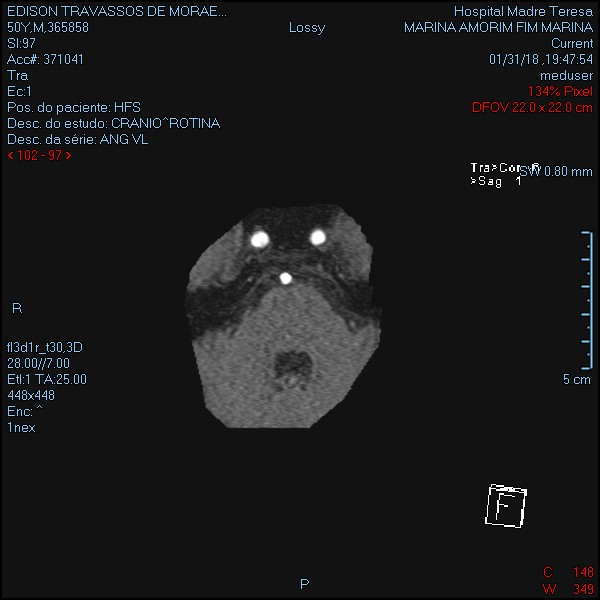 EDISON TRAVASSOS DE MORAE...
50Y,M,365858
SI:97
Acc#: 371041
Tra
Ec:1
Pos. do paciente: HFS
Desc. do estudo: CRANIO^ROTINA
Desc. da série: ANG VL
< 102 - 97 >
Lossy
Hospital Madre Teresa
MARINA AMORIM FIM MARINA
Current
01/31/18 ,19:47:54
meduser
134% Pixel
DFOV 22.0 x 22.0 cm
Tra>Cor
SW 0.80 mm
>Sag 1
R
fl3d1r_t30,3D
28.00//7.00
Etl:1 TA:25.00
448x448
Enc: ^
1nex
5 cm
F
P
C 148
W 349